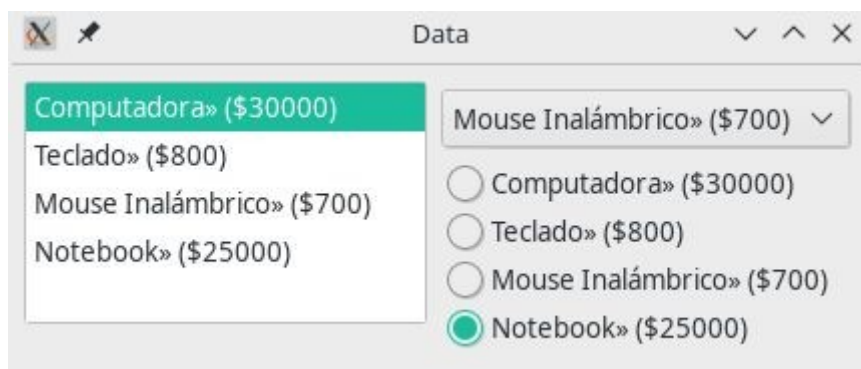 Data
Computadora» ($30000)
Teclado» ($800)
Mouse Inalámbrico» ($700)
Notebook» ($25000)
Mouse Inalámbrico» ($700)
Computadora» ($30000)
Teclado» ($800)
Mouse Inalámbrico» ($700)
Notebook» ($25000)